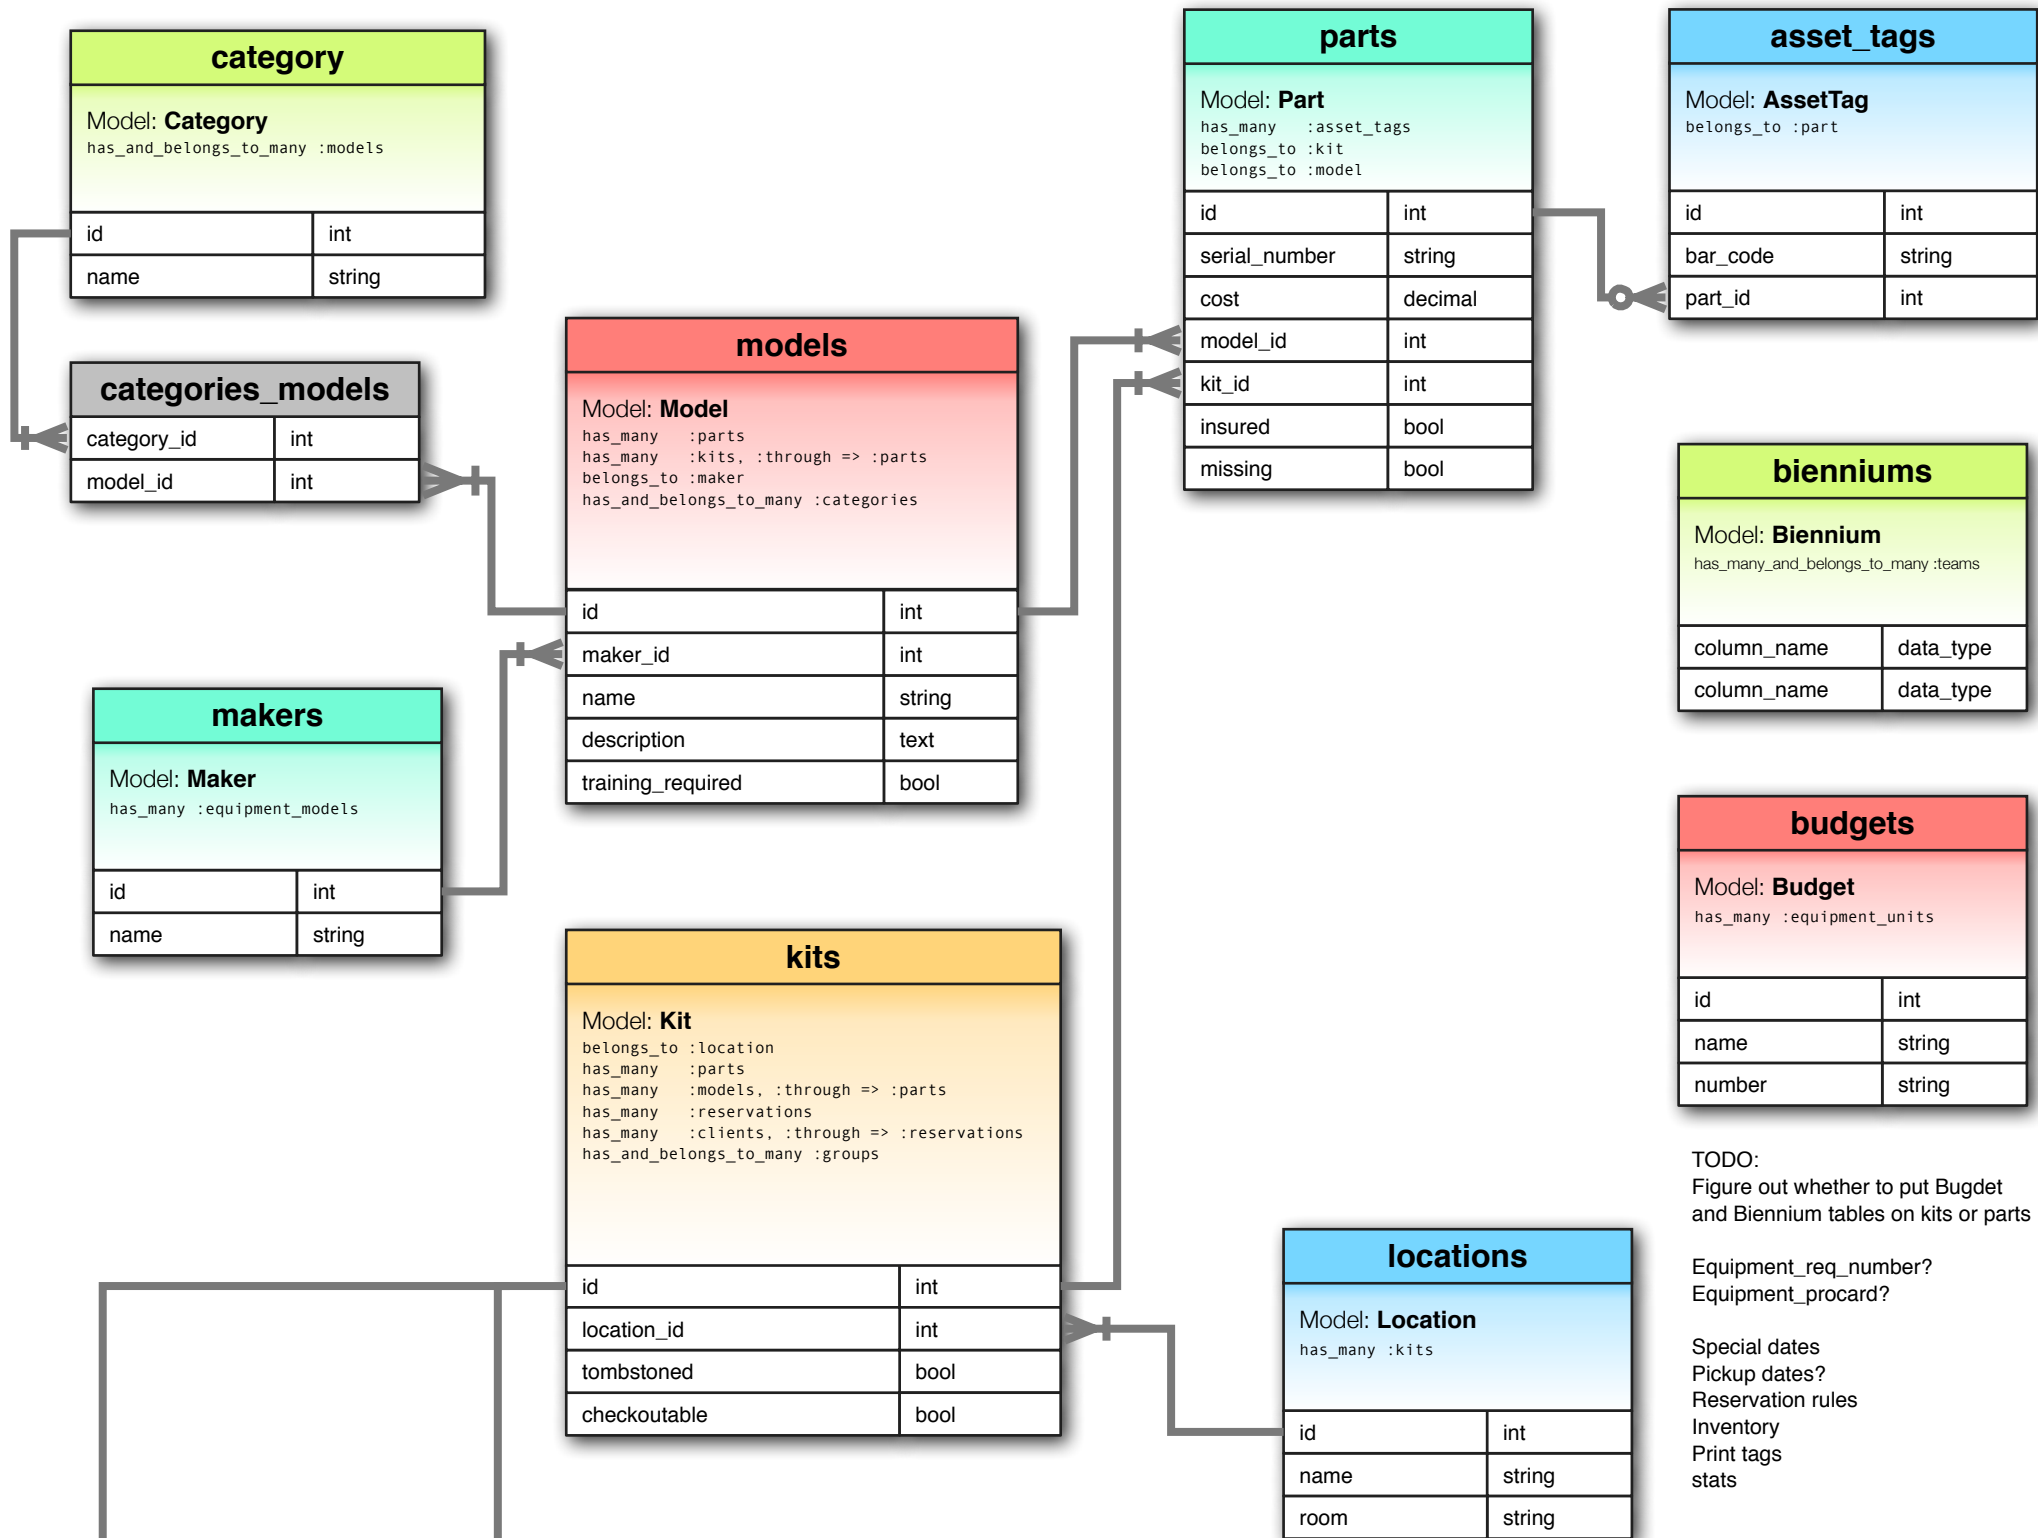 category
Model: Category
has_and_belongs_to_many :models
id int
name string
categories_models
category_id int
model_id int
makers
Model: Maker
has_many :equipment_models
id int
name string
models
Model: Model
has_many :parts
has_many :kits, :through => :parts
belongs_to :maker
has_and_belongs_to_many :categories
id int
maker_id int
name string
description text
training_required bool
kits
Model: Kit
belongs_to :location
has_many :parts
has_many :models, :through => :parts
has_many :reservations
has_many :clients, :through => :reservations
has_and_belongs_to_many :groups
id int
location_id int
tombstoned bool
checkoutable bool
parts
Model: Part
has_many :asset_tags
belongs_to :kit
belongs_to :model
id int
serial_number string
cost decimal
model_id int
kit_id int
insured bool
missing bool
locations
Model: Location
has_many :kits
id int
name string
room string
asset_tags
Model: AssetTag
belongs_to :part
id int
bar_code string
part_id int
bienniums
Model: Biennium
has_many_and_belongs_to_many :teams
column_name data_type
column_name data_type
budgets
Model: Budget
has_many :equipment_units
id int
name string
number string
TODO:
Figure out whether to put Bugdet
and Biennium tables on kits or parts
Equipment_req_number?
Equipment_procard?
Special dates
Pickup dates?
Reservation rules
Inventory
Print tags
stats